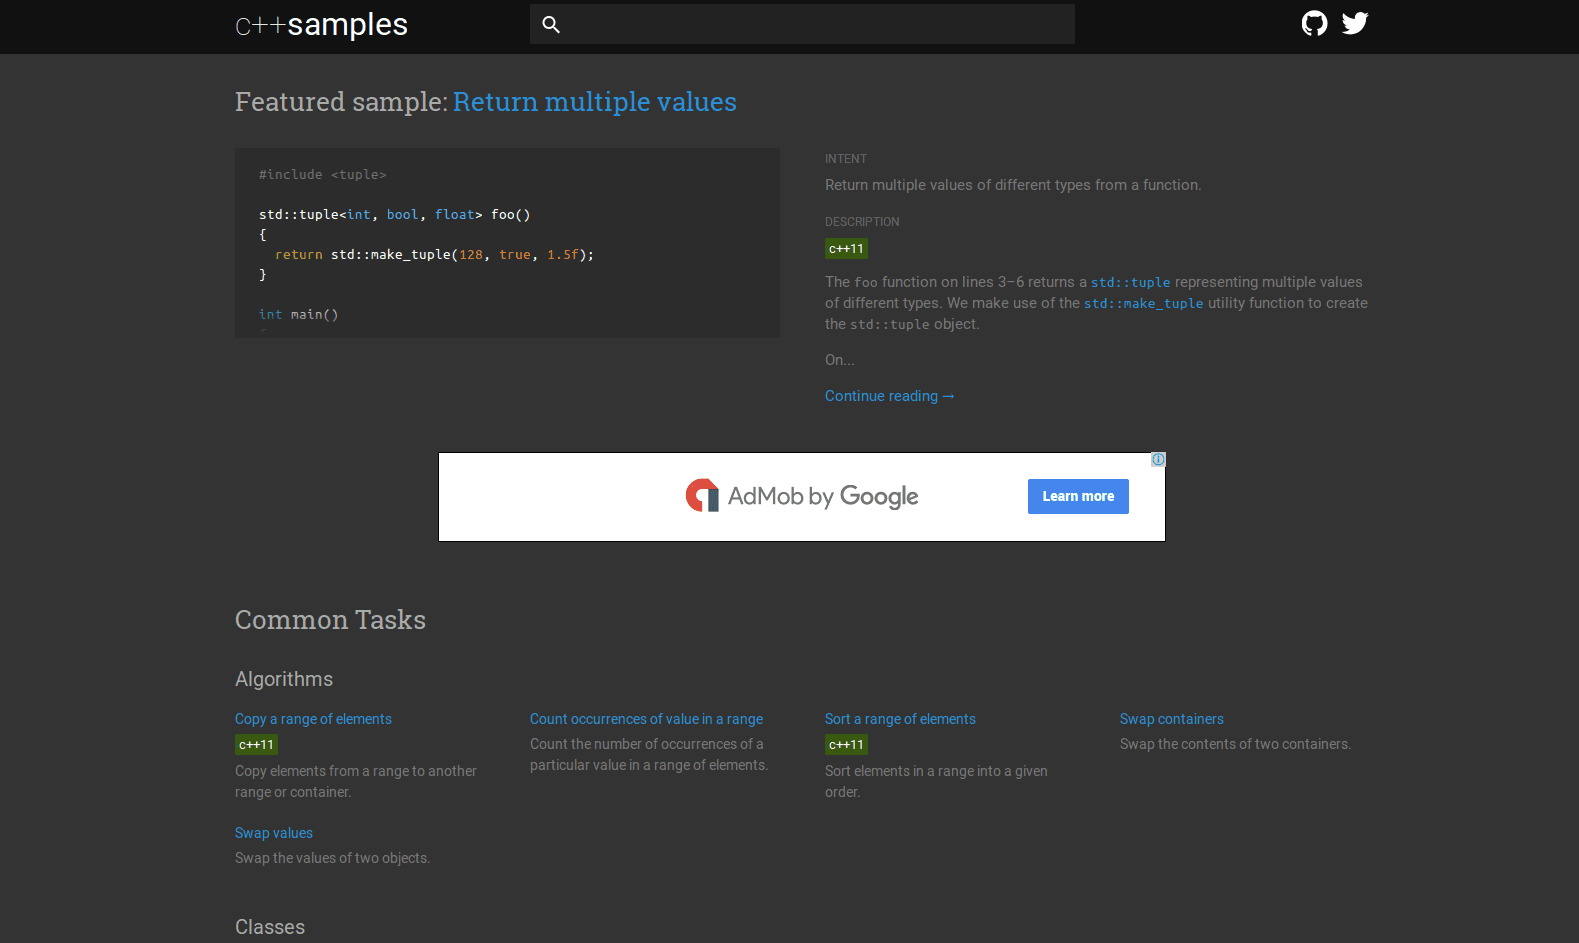 c++samples
Featured sample: Return multiple values
#include <tuple>
std::tuple<int, bool, float> foo()
{
  return std::make_tuple(128, true, 1.5f);
}
int main()
INTENT
Return multiple values of different types from a function.
DESCRIPTION
c++11
The foo function on lines 3–6 returns a std::tuple representing multiple values
of different types. We make use of the std::make_tuple utility function to create
the std::tuple object.
On...
Continue reading →
AdMob by Google
Learn more
Common Tasks
Algorithms
Copy a range of elements
c++11
Copy elements from a range to another
range or container.
Count occurrences of value in a range
Count the number of occurrences of a
particular value in a range of elements.
Sort a range of elements
c++11
Sort elements in a range into a given
order.
Swap containers
Swap the contents of two containers.
Swap values
Swap the values of two objects.
Classes